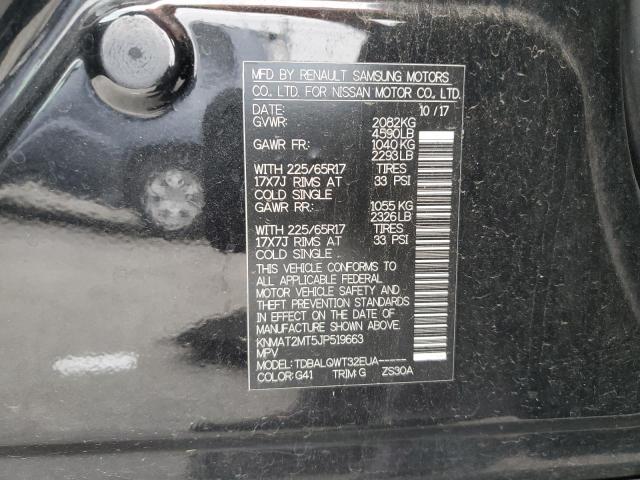 MFD BY RENAULT SAMSUNG MOTORS
CO., LTD. FOR NISSAN MOTOR CO., LTD.
DATE: 10/17
GVWR: 2082KG
4590LB
GAWR FR: 1040KG
2293LB
WITH 225/65R17 TIRES
17X7J RIMS AT 33 PSI
COLD SINGLE
GAWR RR: 1055 KG
2326LB
WITH 225/65R17 TIRES
17X7J RIMS AT 33 PSI
COLD SINGLE
THIS VEHICLE CONFORMS TO
ALL APPLICABLE FEDERAL
MOTOR VEHICLE SAFETY AND
THEFT PREVENTION STANDARDS
IN EFFECT ON THE DATE OF
MANUFACTURE SHOWN ABOVE.
KNMAT2MT5JP519663
MPV
MODEL: TDBALQWT32EUA-----
COLOR: G41 TRIM: G ZS30A